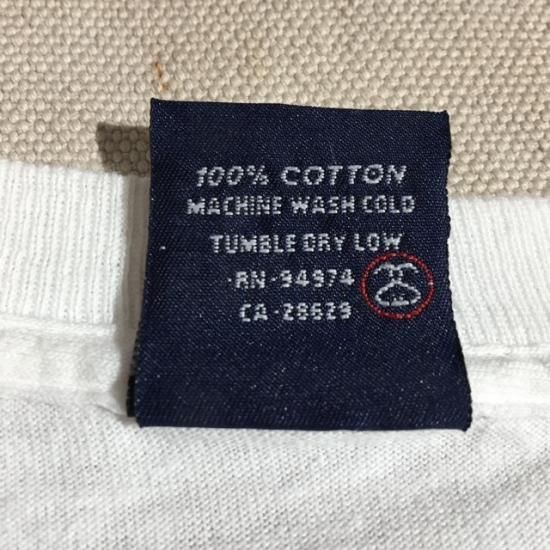 100% COTTON
MACHINE WASH COLD
TUMBLE DRY LOW
RN-94974
CA-28629